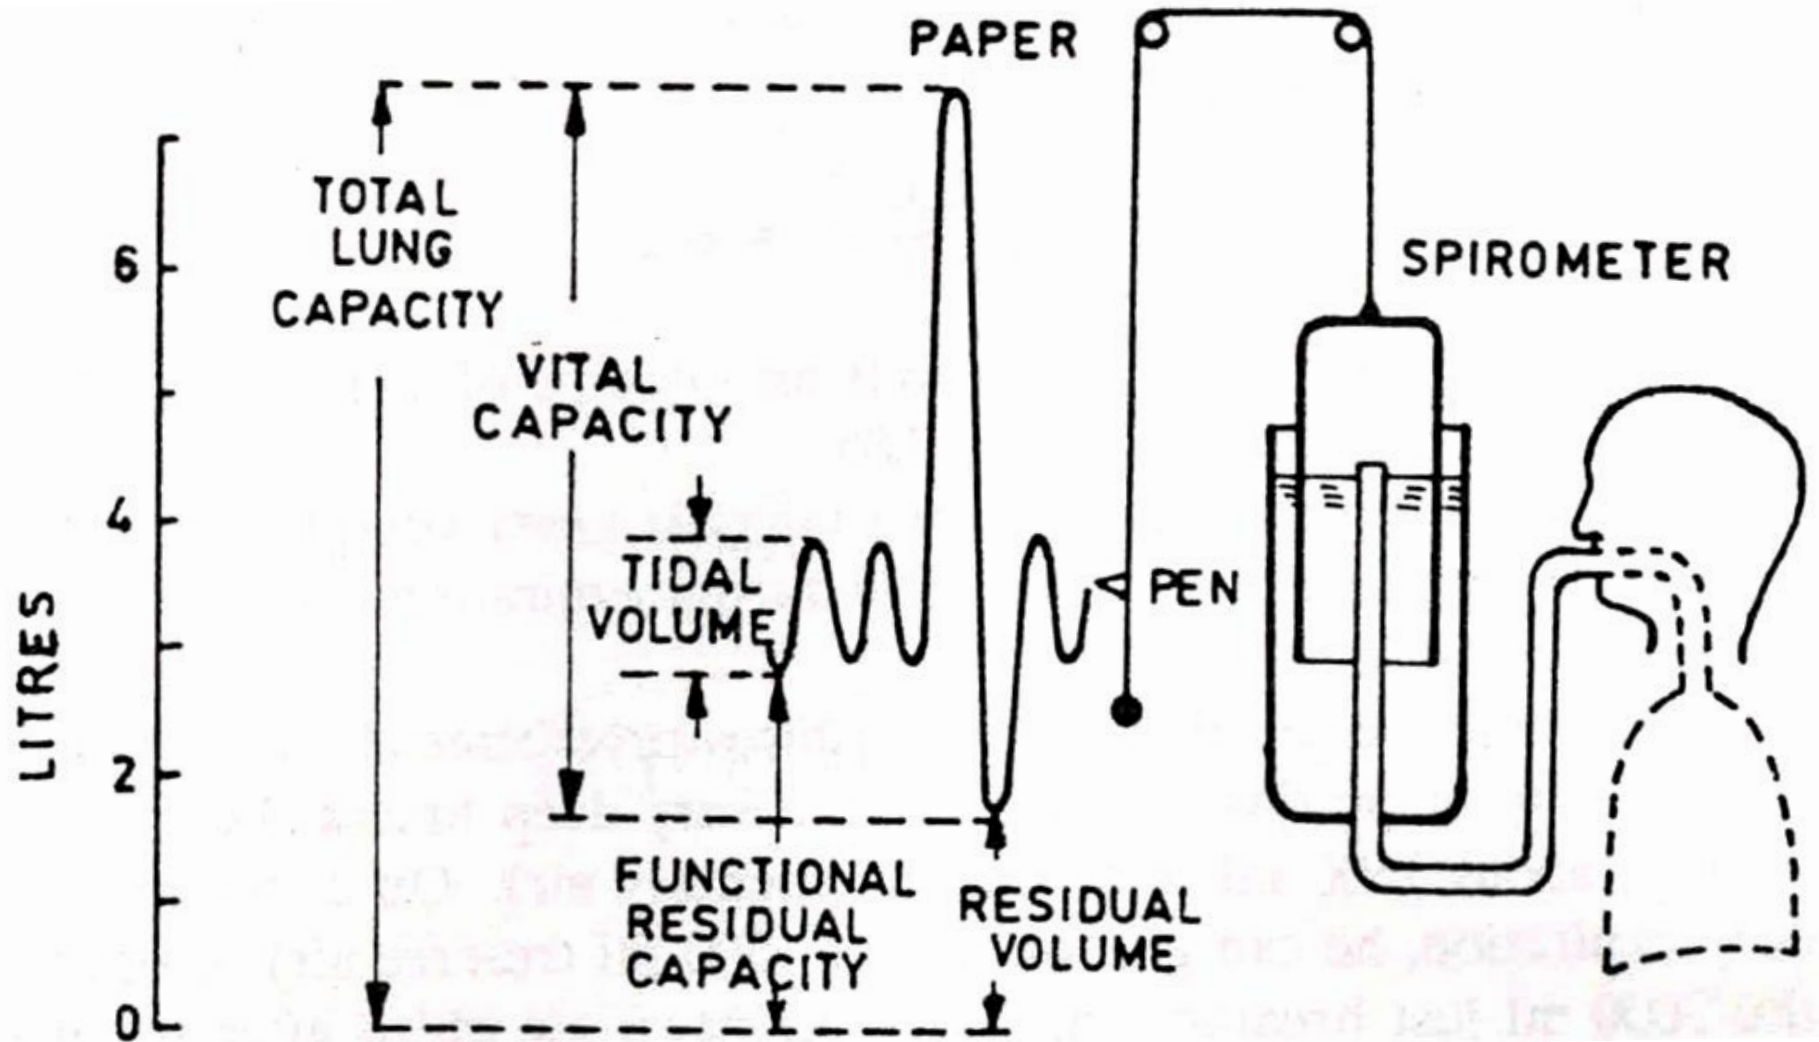 PAPER
TOTAL
LUNG
CAPACITY
6
SPIROMETER
VITAL
CAPACITY
4
TIDAL
VOLUME
PEN
LITRES
2
FUNCTIONAL
RESIDUAL
CAPACITY
RESIDUAL
VOLUME
0